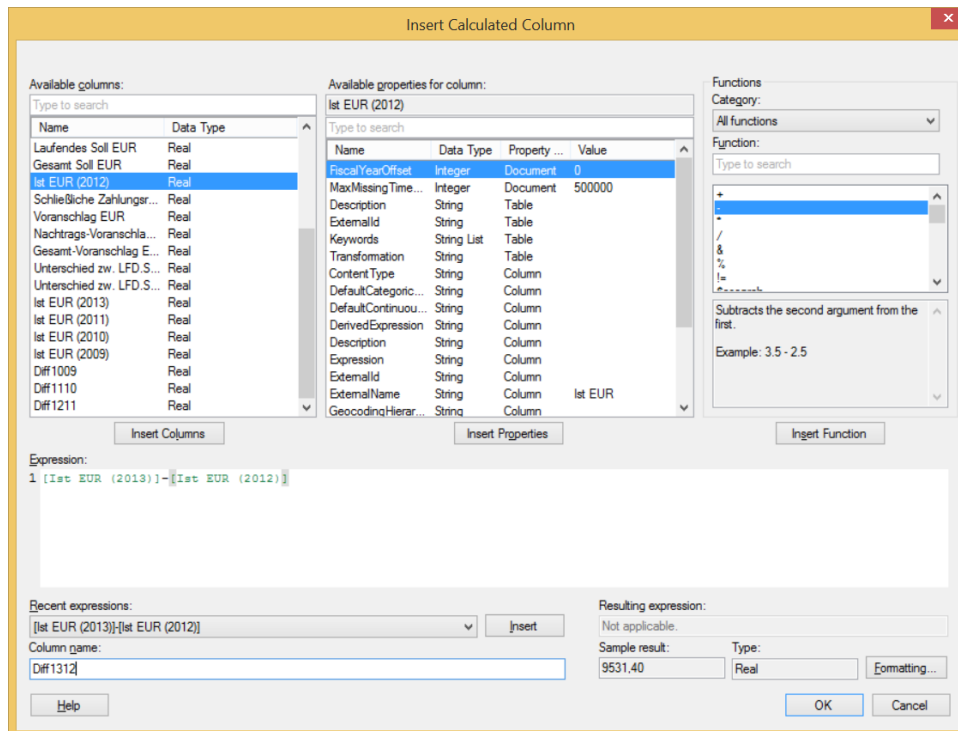 Insert Calculated Column
Available columns:
Type to search
Name Data Type
Laufendes Soll EUR Real
Gesamt Soll EUR Real
Ist EUR (2012) Real
Schließliche Zahlungsr... Real
Voranschlag EUR Real
Nachtrags-Voranschla... Real
Gesamt-Voranschlag E... Real
Unterschied zw. LFD.S... Real
Unterschied zw. LFD.S... Real
Ist EUR (2013) Real
Ist EUR (2011) Real
Ist EUR (2010) Real
Ist EUR (2009) Real
Diff1009 Real
Diff1110 Real
Diff1211 Real
Insert Columns
Available properties for column:
Ist EUR (2012)
Type to search
Name Data Type Property ... Value
FiscalYearOffset Integer Document 0
MaxMissingTime... Integer Document 500000
Description String Table
ExternalId String Table
Keywords String List Table
Transformation String Table
ContentType String Column
DefaultCategoric... String Column
DefaultContinuou... String Column
DerivedExpression String Column
Description String Column
Expression String Column
ExternalId String Column
ExternalName String Column Ist EUR
GeocodingHierar... String Column
Insert Properties
Functions
Category:
All functions
Function:
Type to search
+
-
*
/
&
%
!=
Subtracts the second argument from the
first.
Example: 3.5 - 2.5
Insert Function
Expression:
1 [Ist EUR (2013)]-[Ist EUR (2012)]
Recent expressions:
[Ist EUR (2013)]-[Ist EUR (2012)]
Insert
Column name:
Diff1312
Resulting expression:
Not applicable.
Sample result: Type:
9531,40 Real Formatting...
Help OK Cancel